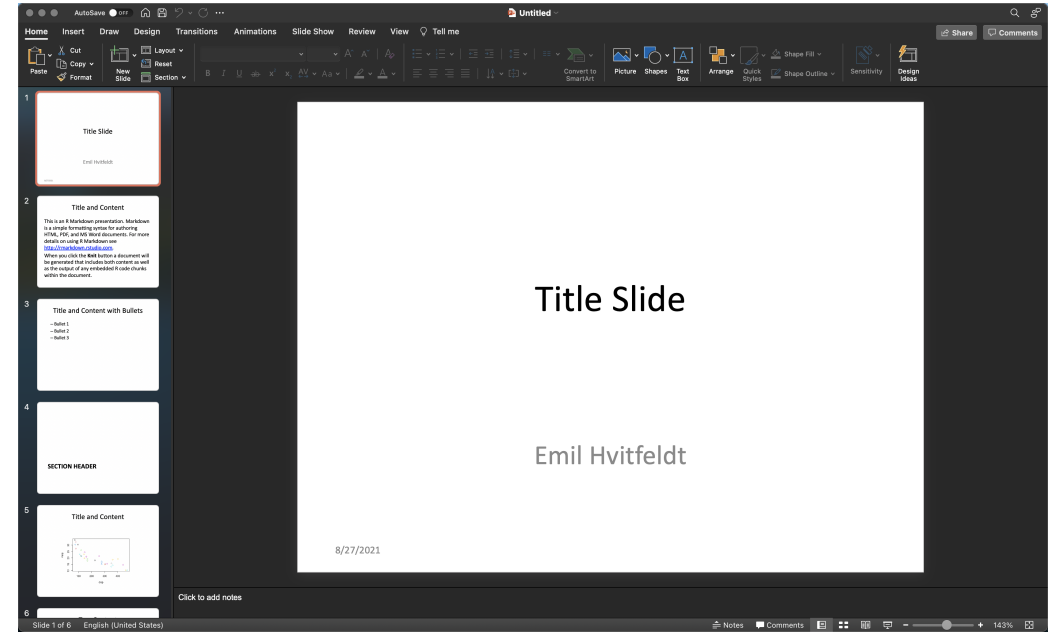 AutoSave OFF
Untitled
Home Insert Draw Design Transitions Animations Slide Show Review View Tell me
Share Comments
Paste
Cut
Copy
Format
New Slide
Layout
Reset
Section
B I U ab x² x₂ AV Aa A A
Convert to SmartArt
Picture
Shapes
Text Box
Arrange
Quick Styles
Shape Fill
Shape Outline
Sensitivity
Design Ideas
1
Title Slide
Emil Hvitfeldt
2
Title and Content
This is an R Markdown presentation. Markdown
is a simple formatting syntax for authoring
HTML, PDF, and MS Word documents. For more
details on using R Markdown see
http://rmarkdown.rstudio.com.
When you click the Knit button a document will
be generated that includes both content as well
as the output of any embedded R code chunks
within the document.
3
Title and Content with Bullets
– Bullet 1
– Bullet 2
– Bullet 3
4
SECTION HEADER
5
Title and Content
6
Title Slide
Emil Hvitfeldt
8/27/2021
Click to add notes
Slide 1 of 6 English (United States)
Notes Comments 143%